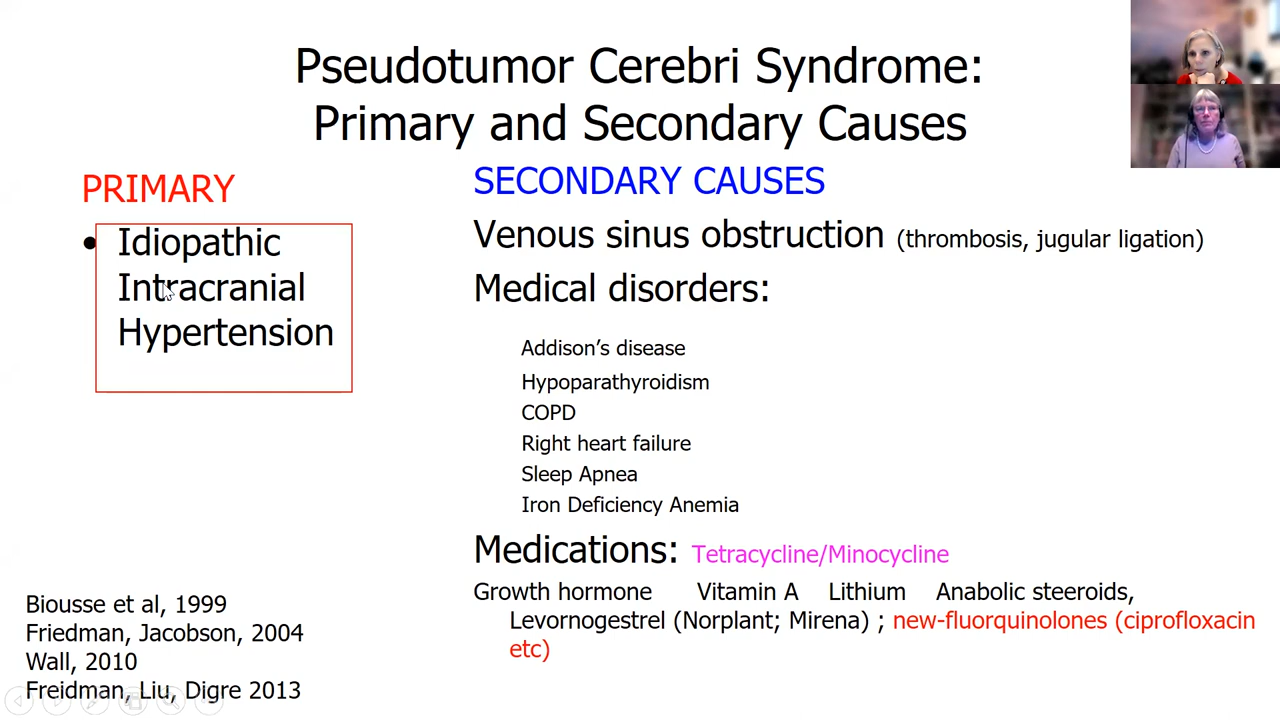 Pseudotumor Cerebri Syndrome:
Primary and Secondary Causes
PRIMARY
• Idiopathic
Intracranial
Hypertension
SECONDARY CAUSES
Venous sinus obstruction (thrombosis, jugular ligation)
Medical disorders:
Addison's disease
Hypoparathyroidism
COPD
Right heart failure
Sleep Apnea
Iron Deficiency Anemia
Medications: Tetracycline/Minocycline
Growth hormone Vitamin A Lithium Anabolic steeroids,
Levornogestrel (Norplant; Mirena) ; new-fluorquinolones (ciprofloxacin
etc)
Biousse et al, 1999
Friedman, Jacobson, 2004
Wall, 2010
Freidman, Liu, Digre 2013